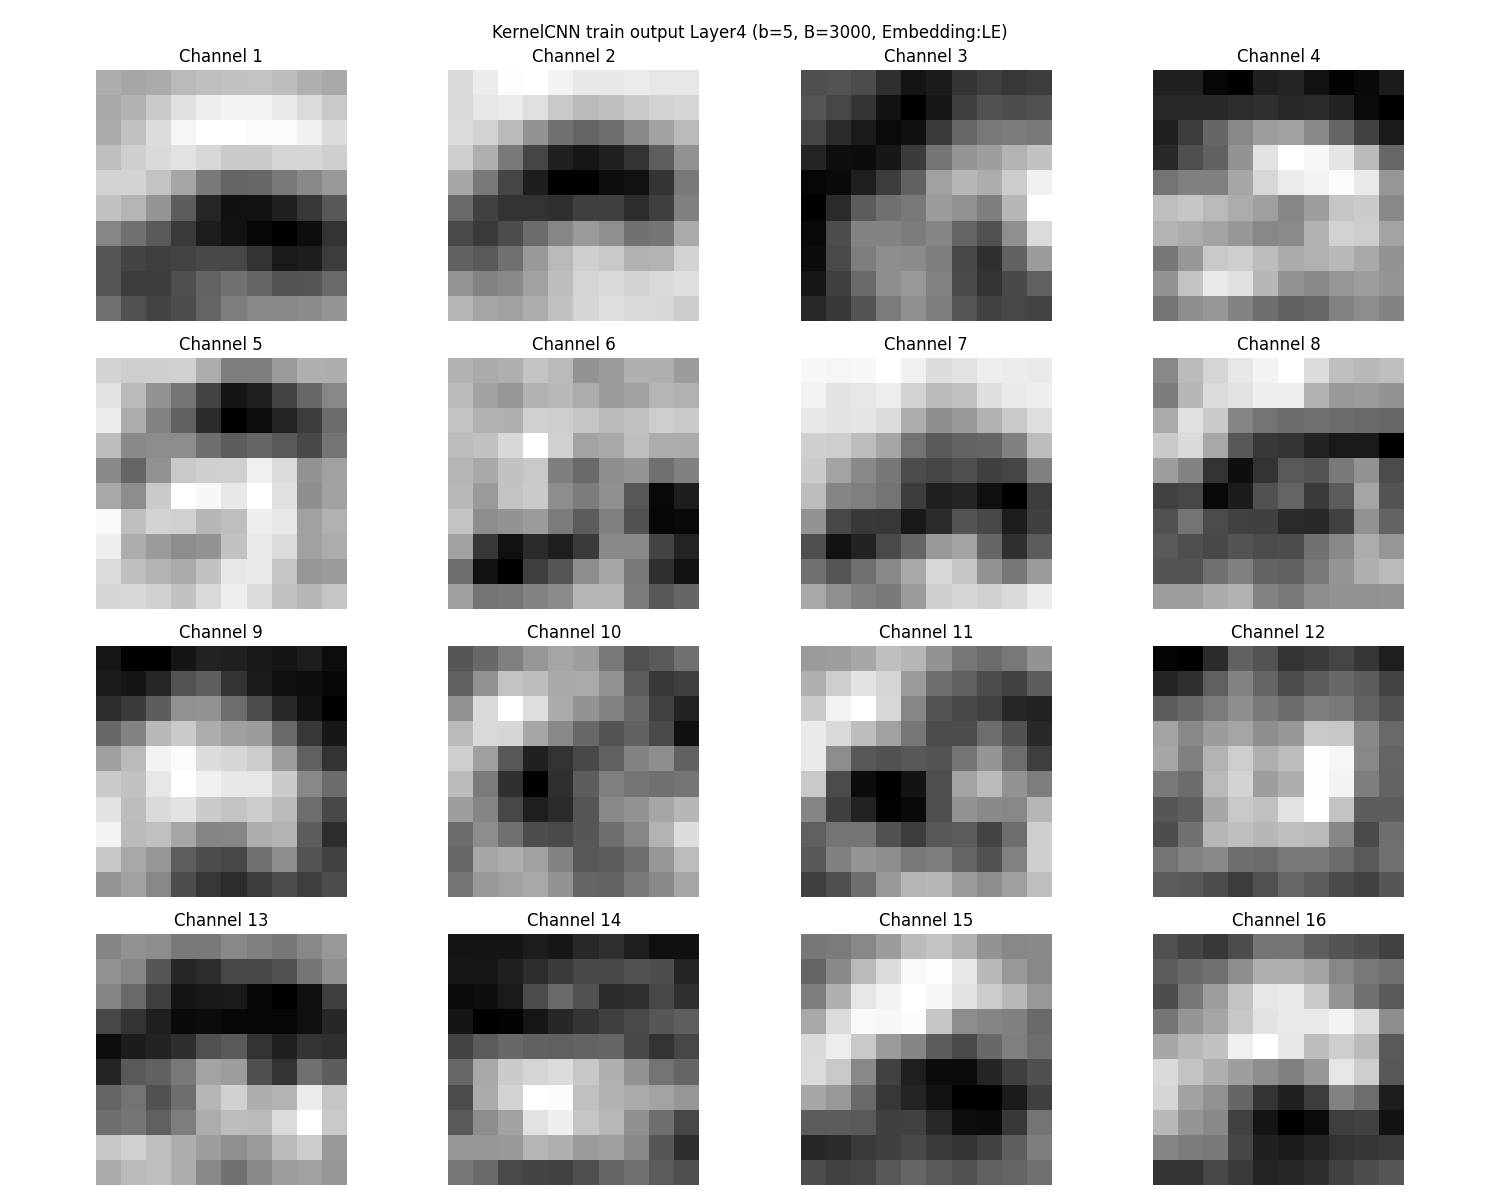 KernelCNN train output Layer4 (b=5, B=3000, Embedding:LE)
Channel 1
Channel 2
Channel 3
Channel 4
Channel 5
Channel 6
Channel 7
Channel 8
Channel 9
Channel 10
Channel 11
Channel 12
Channel 13
Channel 14
Channel 15
Channel 16